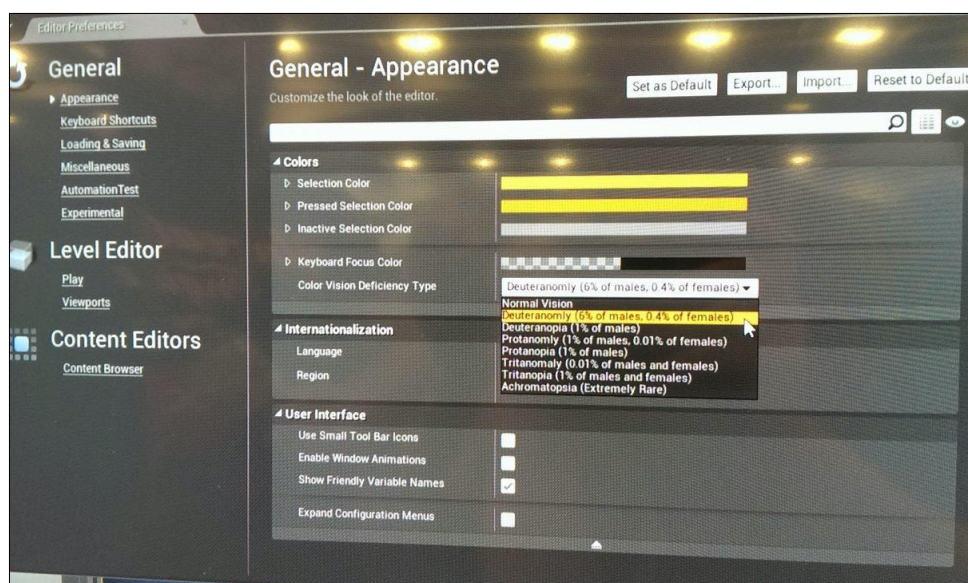 Editor Preferences
General
Appearance
Keyboard Shortcuts
Loading & Saving
Miscellaneous
AutomationTest
Experimental
Level Editor
Play
Viewports
Content Editors
Content Browser
General - Appearance
Customize the look of the editor.
Set as Default Export... Import... Reset to Default
Colors
Selection Color
Pressed Selection Color
Inactive Selection Color
Keyboard Focus Color
Color Vision Deficiency Type Deuteranomly (6% of males, 0.4% of females)
Normal Vision
Deuteranomly (6% of males, 0.4% of females)
Deuteranopia (1% of males)
Protanomly (1% of males, 0.01% of females)
Protanopia (1% of males)
Tritanomaly (0.01% of males and females)
Tritanopia (1% of males and females)
Achromatopsia (Extremely Rare)
Internationalization
Language
Region
User Interface
Use Small Tool Bar Icons
Enable Window Animations
Show Friendly Variable Names
Expand Configuration Menus